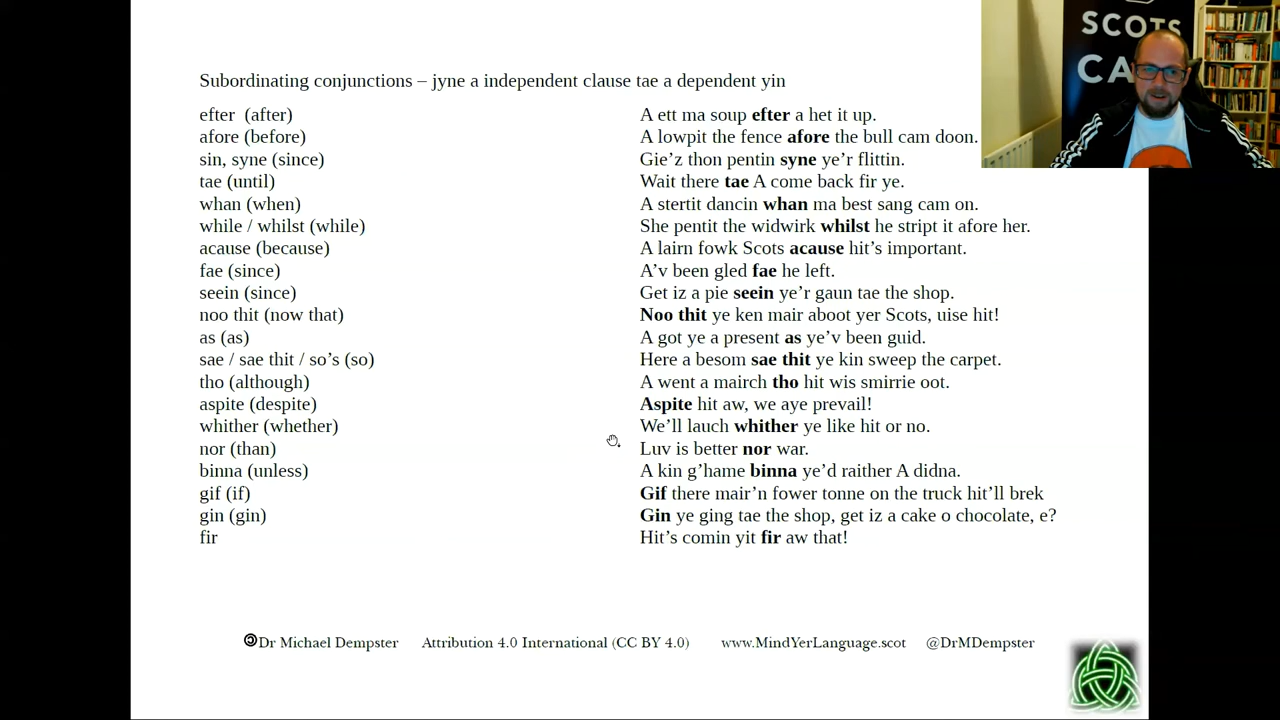 SCOTS
CA
Subordinating conjunctions – jyne a independent clause tae a dependent yin
efter (after)
A ett ma soup efter a het it up.
afore (before)
A lowpit the fence afore the bull cam doon.
sin, syne (since)
Gie’z thon pentin syne ye’r flittin.
tae (until)
Wait there tae A come back fir ye.
whan (when)
A stertit dancin whan ma best sang cam on.
while / whilst (while)
She pentit the widwirk whilst he stript it afore her.
acause (because)
A lairn fowk Scots acause hit’s important.
fae (since)
A’v been gled fae he left.
seein (since)
Get iz a pie seein ye’r gaun tae the shop.
noo thit (now that)
Noo thit ye ken mair aboot yer Scots, uise hit!
as (as)
A got ye a present as ye’v been guid.
sae / sae thit / so’s (so)
Here a besom sae thit ye kin sweep the carpet.
tho (although)
A went a mairch tho hit wis smirrie oot.
aspite (despite)
Aspite hit aw, we aye prevail!
whither (whether)
We’ll lauch whither ye like hit or no.
nor (than)
Luv is better nor war.
binna (unless)
A kin g’hame binna ye’d raither A didna.
gif (if)
Gif there mair’n fower tonne on the truck hit’ll brek
gin (gin)
Gin ye ging tae the shop, get iz a cake o chocolate, e?
fir
Hit’s comin yit fir aw that!
Dr Michael Dempster Attribution 4.0 International (CC BY 4.0) www.MindYerLanguage.scot @DrMDempster